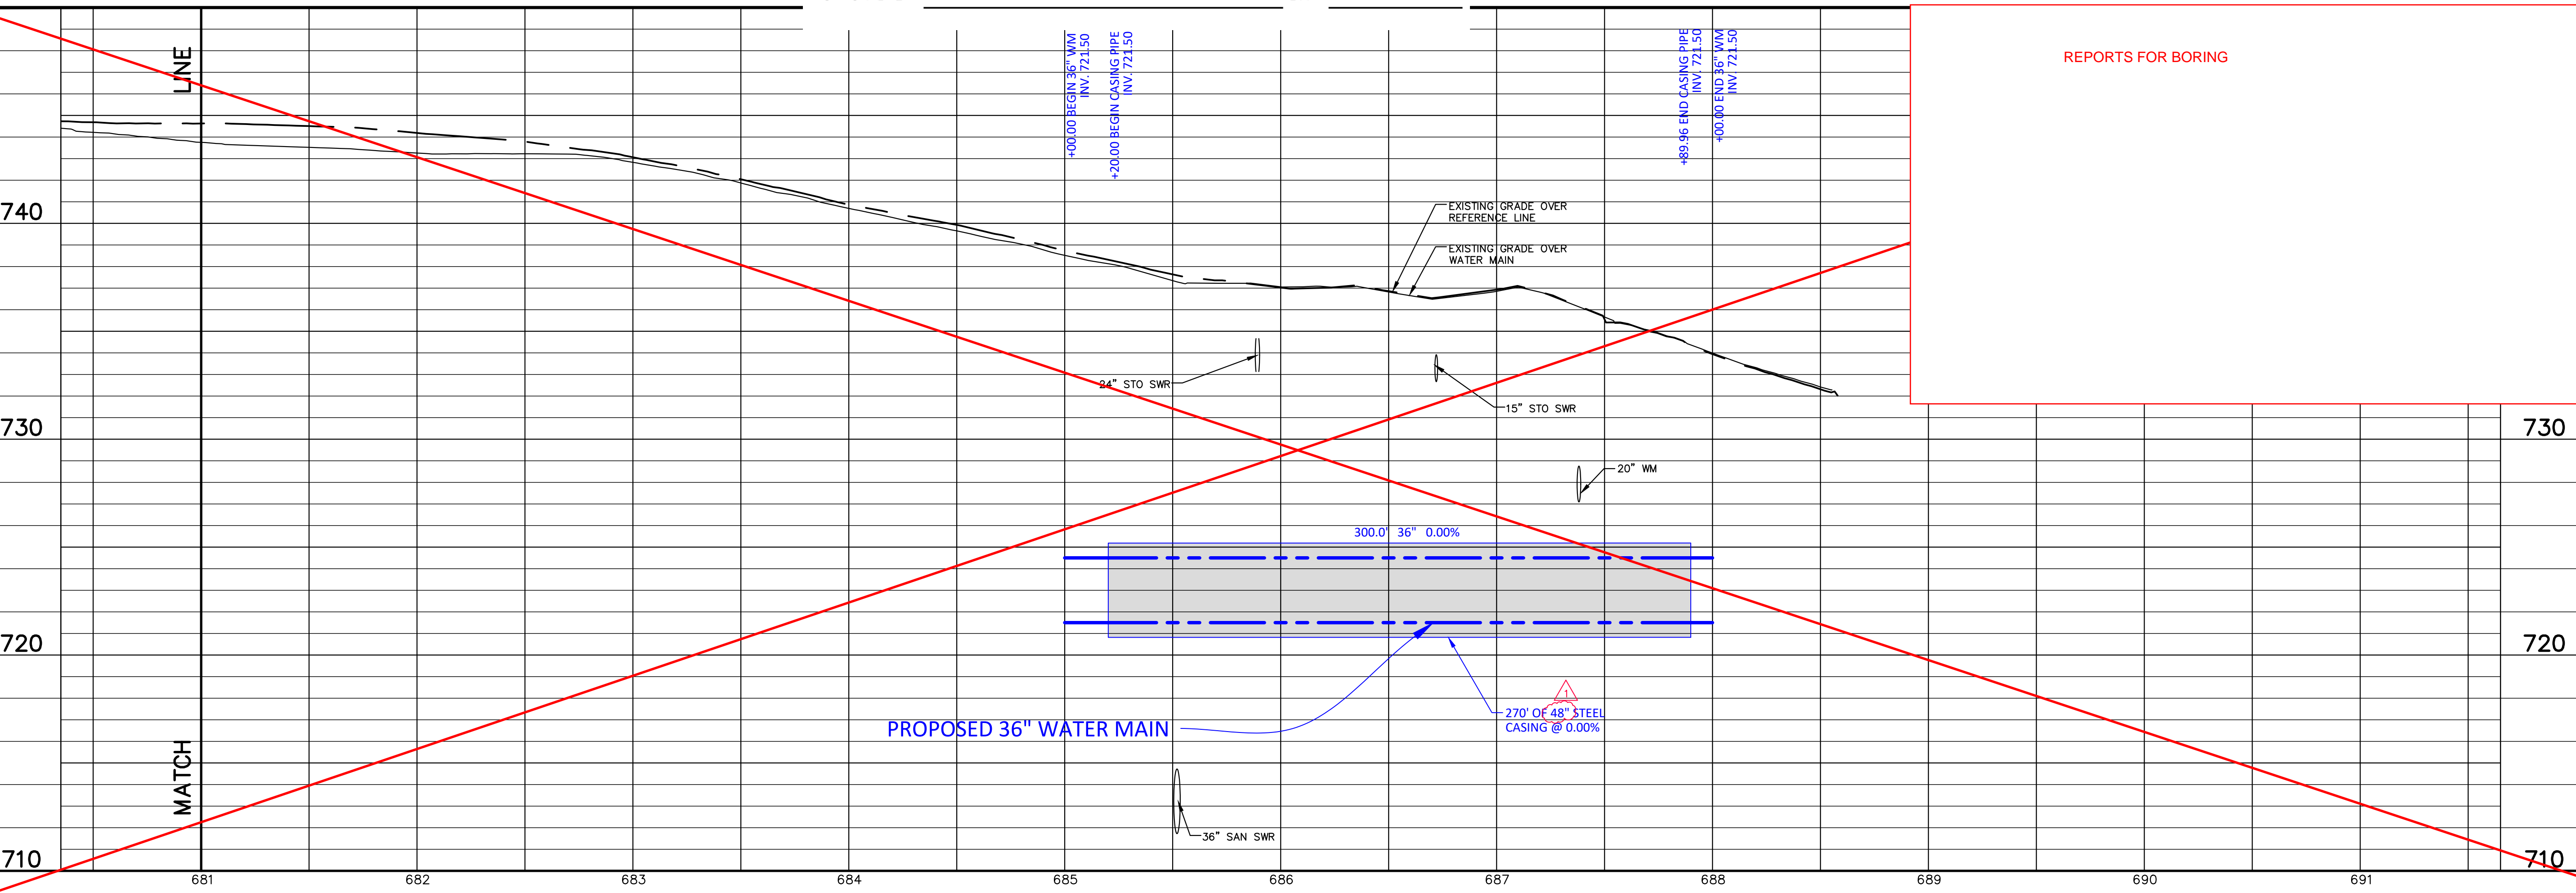 LINE
+00.00 BEGIN 36" WM
INV. 721.50
+20.00 BEGIN CASING PIPE
INV. 721.50
+89.96 END CASING PIPE
INV. 721.50
+00.00 END 36" WM
INV. 721.50
REPORTS FOR BORING
740
EXISTING GRADE OVER
REFERENCE LINE
EXISTING GRADE OVER
WATER MAIN
24" STO SWR
15" STO SWR
730
730
20" WM
300.0' 36" 0.00%
720
720
1
270' OF 48" STEEL
CASING @ 0.00%
PROPOSED 36" WATER MAIN
MATCH
36" SAN SWR
710
710
681 682 683 684 685 686 687 688 689 690 691